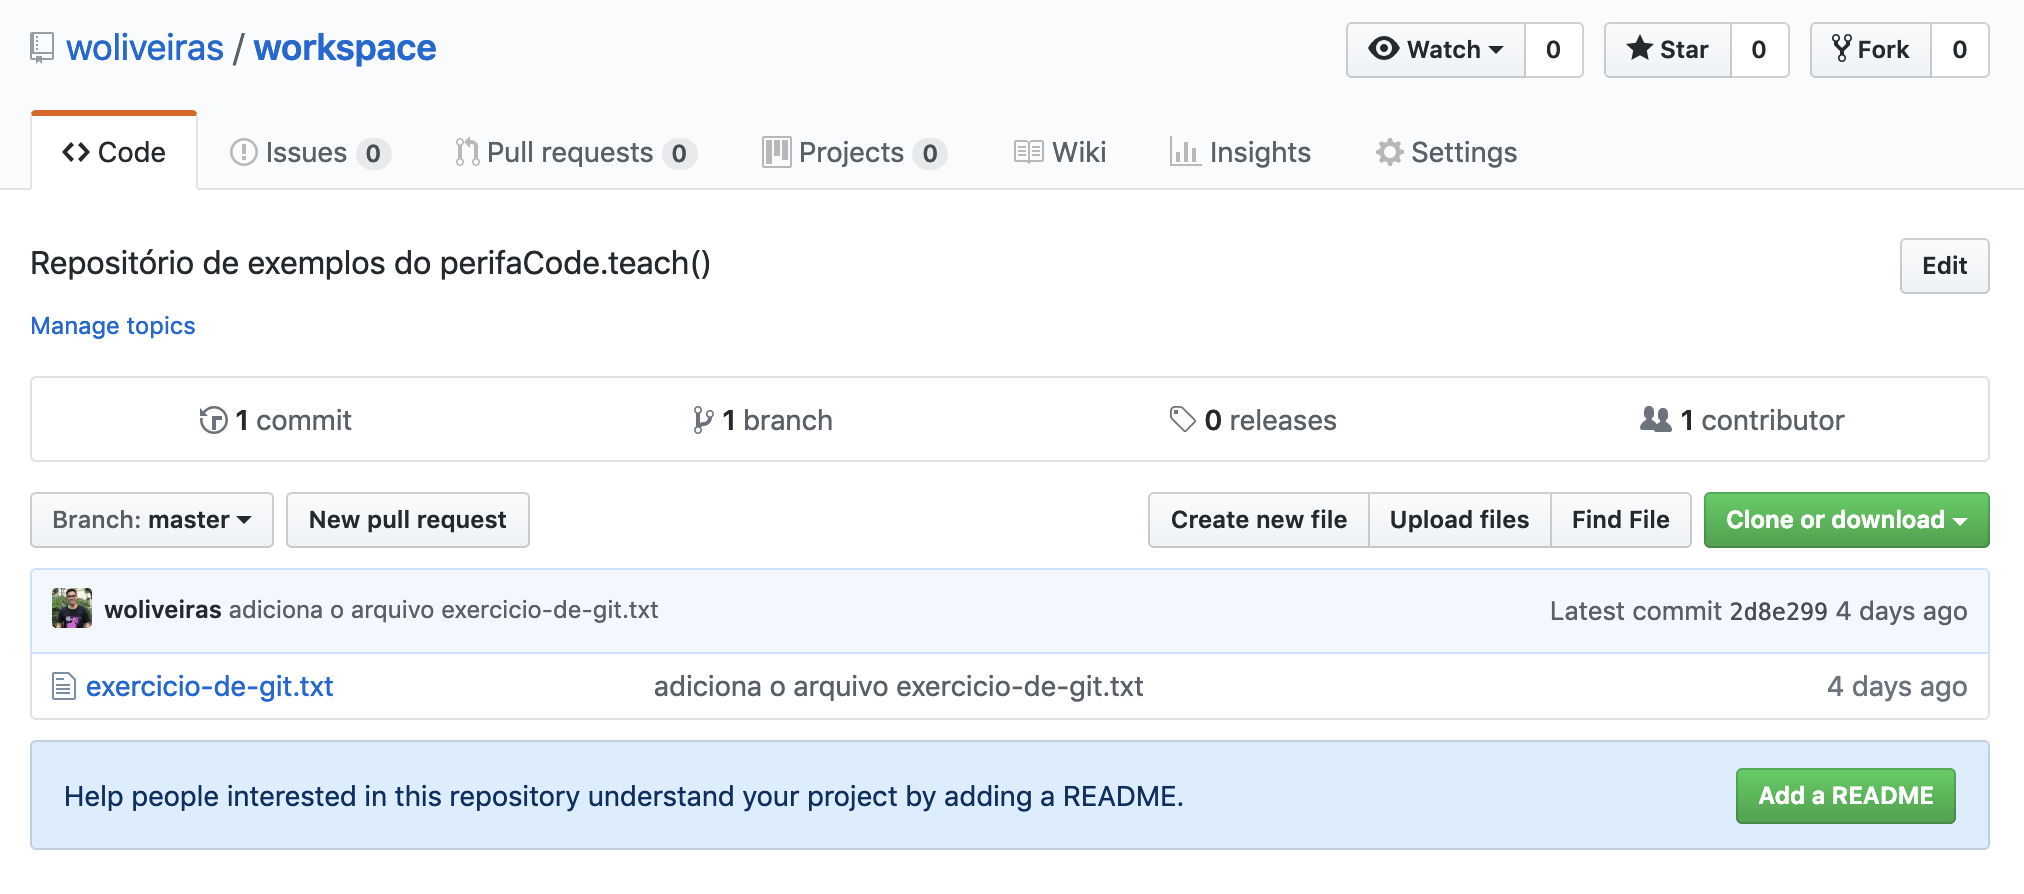 woliveiras / workspace
Watch 0 Star 0 Fork 0
Code Issues 0 Pull requests 0 Projects 0 Wiki Insights Settings
Repositório de exemplos do perifaCode.teach()
Edit
Manage topics
1 commit 1 branch 0 releases 1 contributor
Branch: master New pull request Create new file Upload files Find File Clone or download
woliveiras adiciona o arquivo exercicio-de-git.txt Latest commit 2d8e299 4 days ago
exercicio-de-git.txt adiciona o arquivo exercicio-de-git.txt 4 days ago
Help people interested in this repository understand your project by adding a README. Add a README